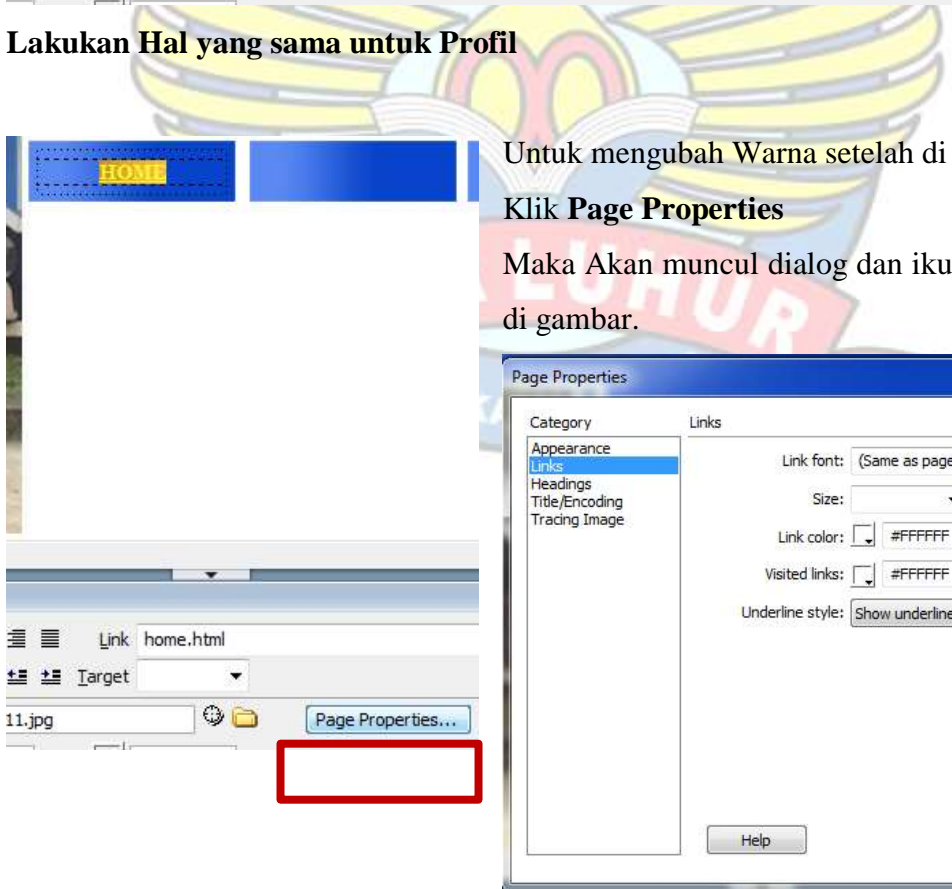 Lakukan Hal yang sama untuk Profil
HOME
Link home.html
Target
11.jpg
Page Properties...
Untuk mengubah Warna setelah di
Klik Page Properties
Maka Akan muncul dialog dan iku
di gambar.
LUHUR
Page Properties
Category
Appearance
Links
Headings
Title/Encoding
Tracing Image
Links
Link font: (Same as page
Size:
Link color: #FFFFFF
Visited links: #FFFFFF
Underline style: Show underline
Help